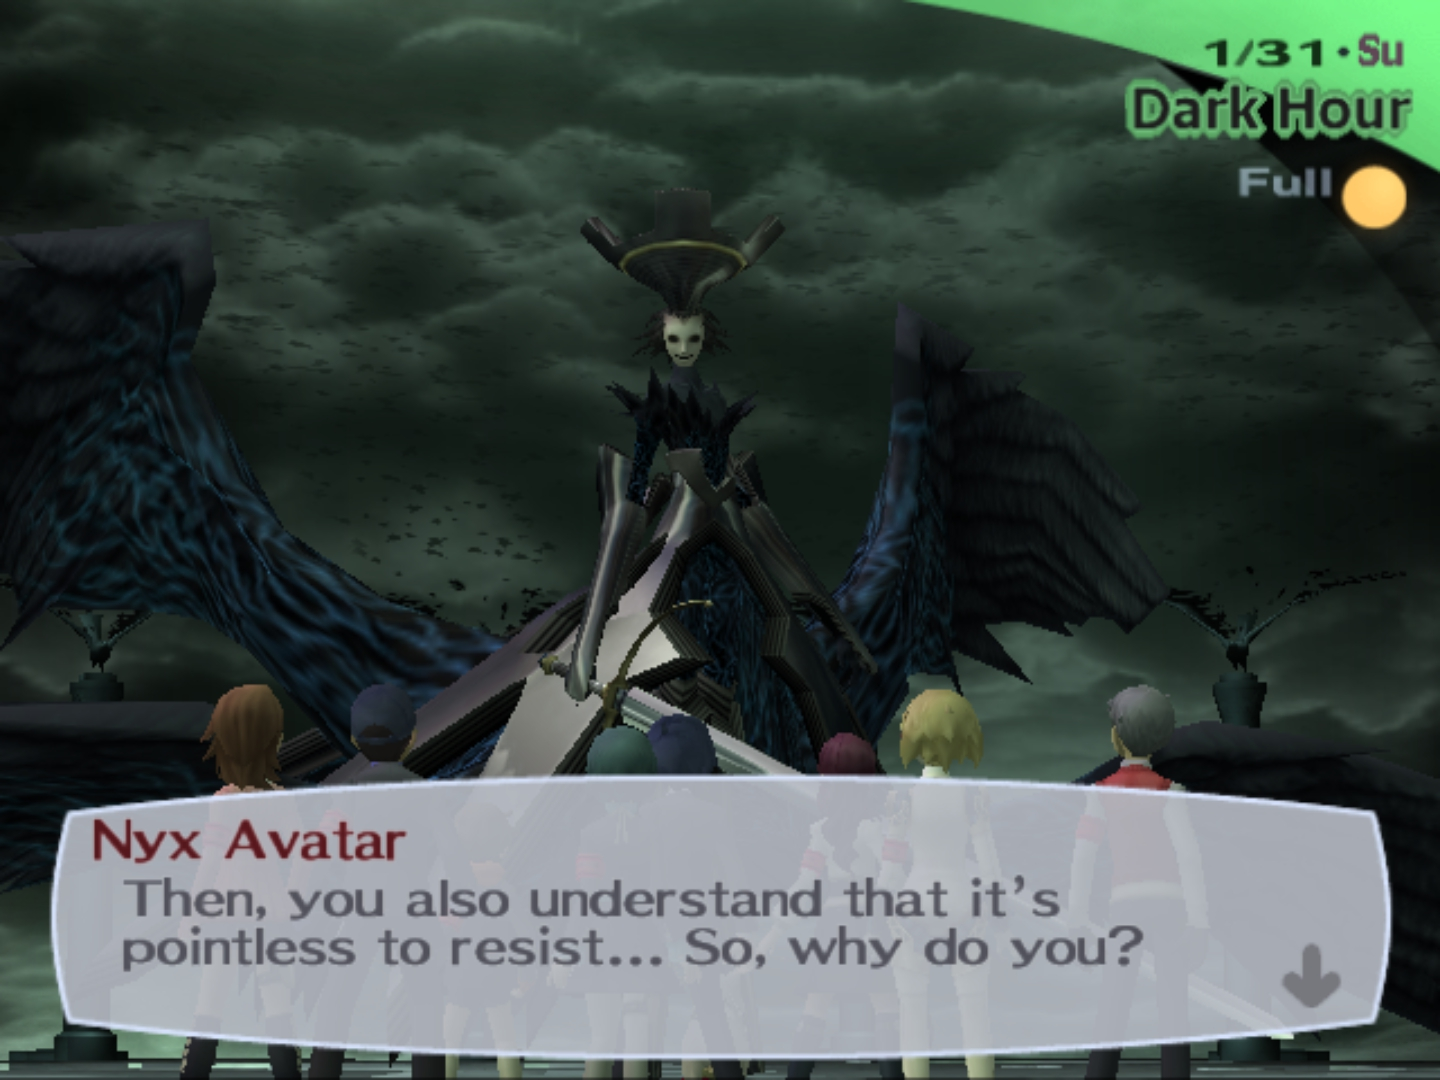 1/31·Su
Dark Hour
Full
Nyx Avatar
Then, you also understand that it's
pointless to resist... So, why do you?